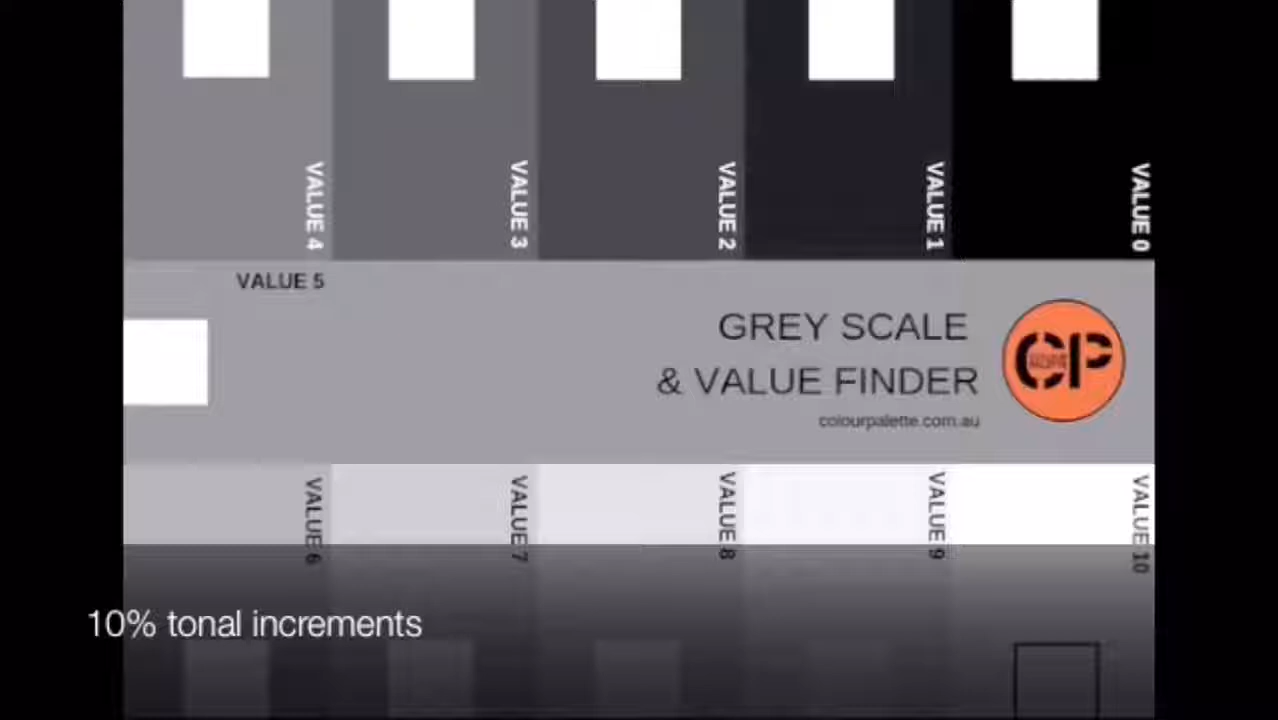 VALUE 4
VALUE 3
VALUE 2
VALUE 1
VALUE 0
VALUE 5
GREY SCALE
& VALUE FINDER
colourpalette.com.au
CP
VALUE 6
VALUE 7
VALUE 8
VALUE 9
VALUE 10
10% tonal increments